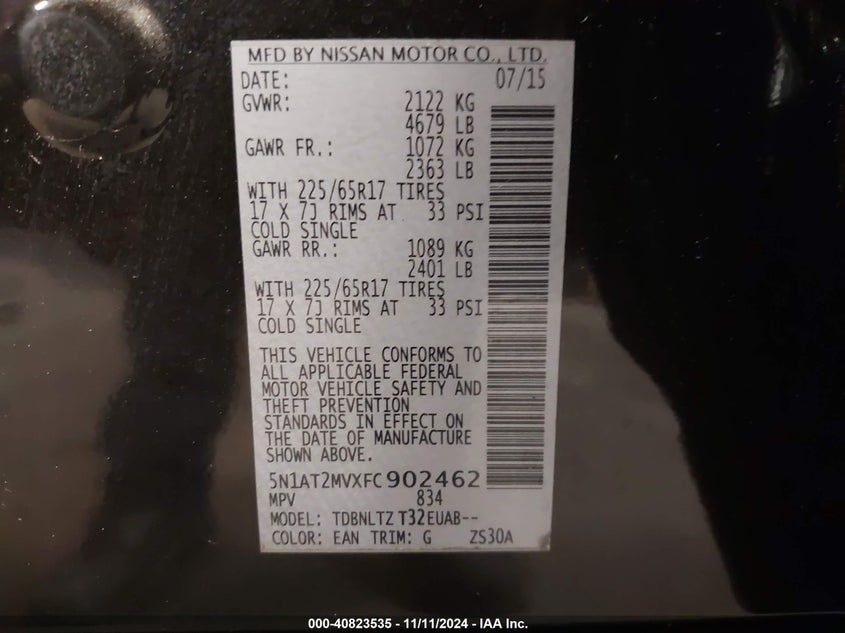 MFD BY NISSAN MOTOR CO., LTD.
DATE: 07/15
GVWR: 2122 KG
4679 LB
GAWR FR.: 1072 KG
2363 LB
WITH 225/65R17 TIRES
17 X 7J RIMS AT 33 PSI
COLD SINGLE
GAWR RR.: 1089 KG
2401 LB
WITH 225/65R17 TIRES
17 X 7J RIMS AT 33 PSI
COLD SINGLE
THIS VEHICLE CONFORMS TO
ALL APPLICABLE FEDERAL
MOTOR VEHICLE SAFETY AND
THEFT PREVENTION
STANDARDS IN EFFECT ON
THE DATE OF MANUFACTURE
SHOWN ABOVE.
5N1AT2MVXFC902462
MPV 834
MODEL: TDBNLTZ T32EUAB--
COLOR: EAN TRIM: G ZS30A
000-40823535 - 11/11/2024 - IAA Inc.